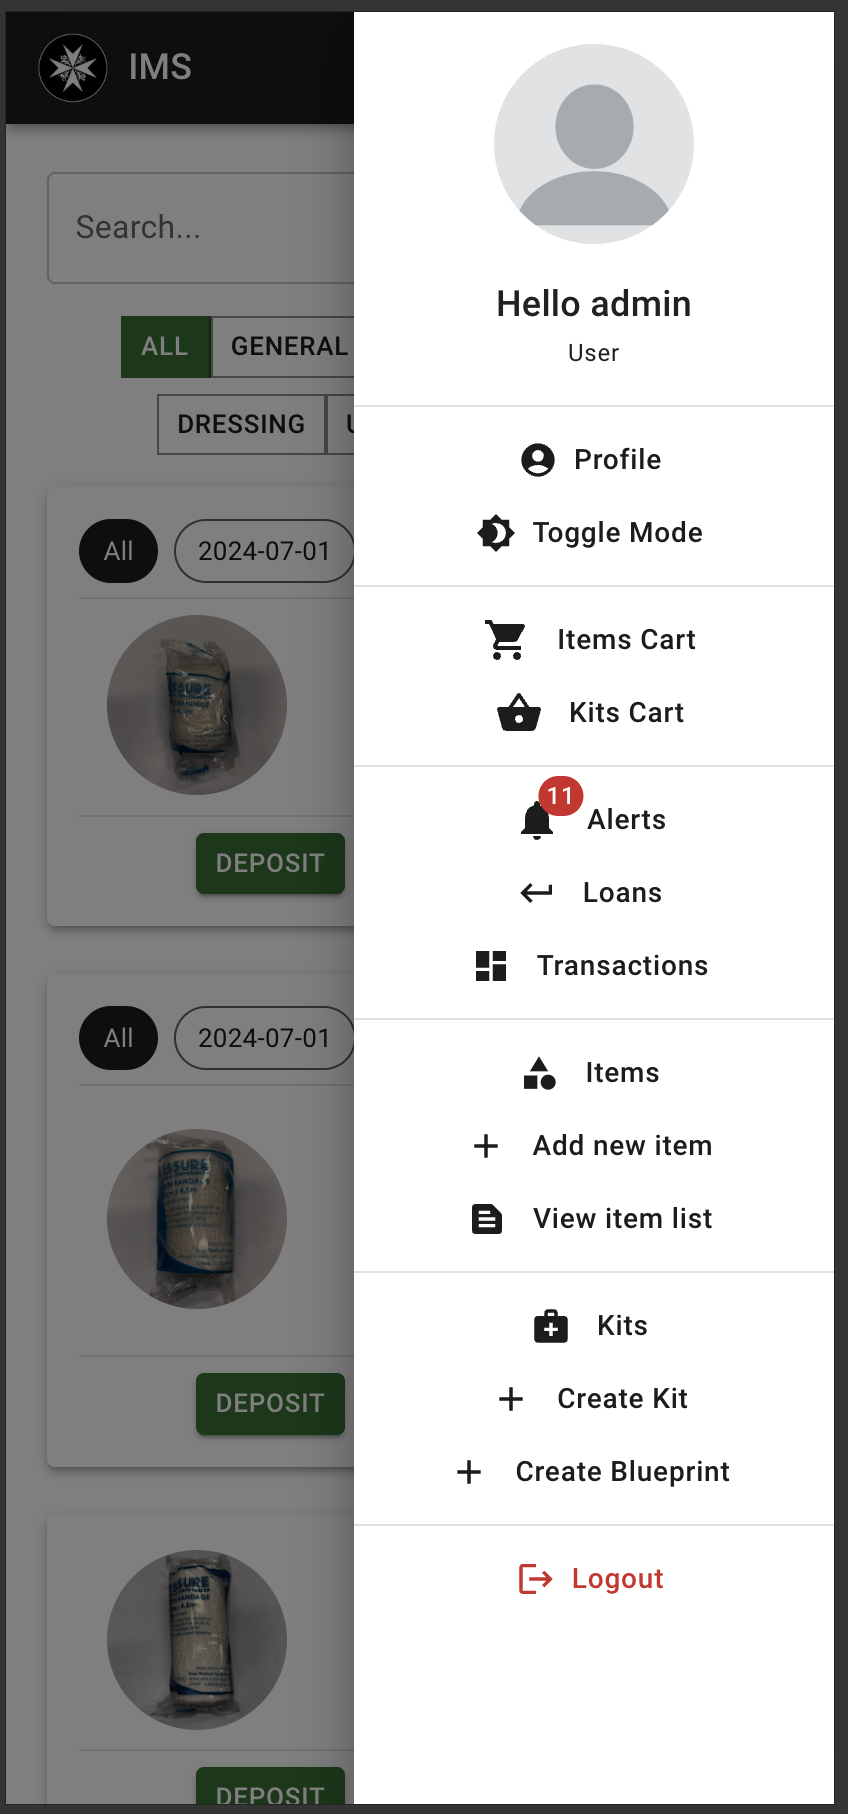 IMS
Search...
ALL
GENERAL
DRESSING
All
2024-07-01
DEPOSIT
All
2024-07-01
DEPOSIT
DEPOSIT
Hello admin
User
Profile
Toggle Mode
Items Cart
Kits Cart
11
Alerts
Loans
Transactions
Items
Add new item
View item list
Kits
Create Kit
Create Blueprint
Logout